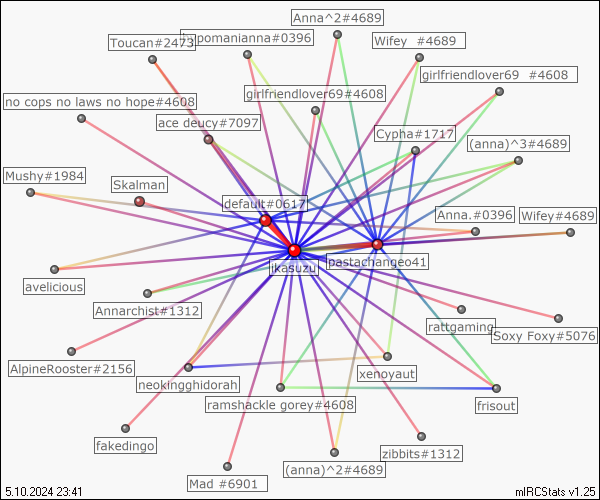 Anna^2#4689
Toucan#2473
hypomanianna#0396
Wifey #4689
girlfriendlover69 #4608
girlfriendlover69#4608
no cops no laws no hope#4608
ace deucy#7097
Cypha#1717
(anna)^3#4689
Mushy#1984
Skalman
default#0617
Anna.#0396
Wifey#4689
ikasuzu
pastachangeo41
avelicious
Annarchist#1312
rattgaming
Soxy Foxy#5076
AlpineRooster#2156
neokingghidorah
xenoyaut
ramshackle gorey#4608
frisout
fakedingo
zibbits#1312
(anna)^2#4689
Mad #6901
5.10.2024 23:41
mIRCStats v1.25